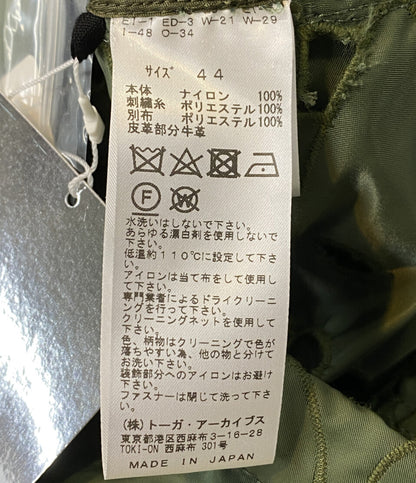 E1-1 ED-3 W-21 W-29
I-48 O-34
サイズ 44
本体 ナイロン 100%
刺繍糸 ポリエステル100%
別布 ポリエステル100%
皮革部分牛革
F
W
水洗いはしないで下さい。
あらゆる漂白剤を使用しないで下さい。
低温約110℃に設定して下さい。
アイロンは当て布をして使用して下さい。
専門業者によるドライクリーニングを行って下さい。
クリーニングネットを使用して下さい。
色、柄物はクリーニングで色が
落ちやすい為、他の物と分けてお洗い下さい。
装飾部分へのアイロンはお避け下さい。
ファスナーは閉じて洗って下さい。
(株)トーガ・アーカイブス
東京都港区西麻布3-16-28
TOKI-ON 西麻布 301号
MADE IN JAPAN